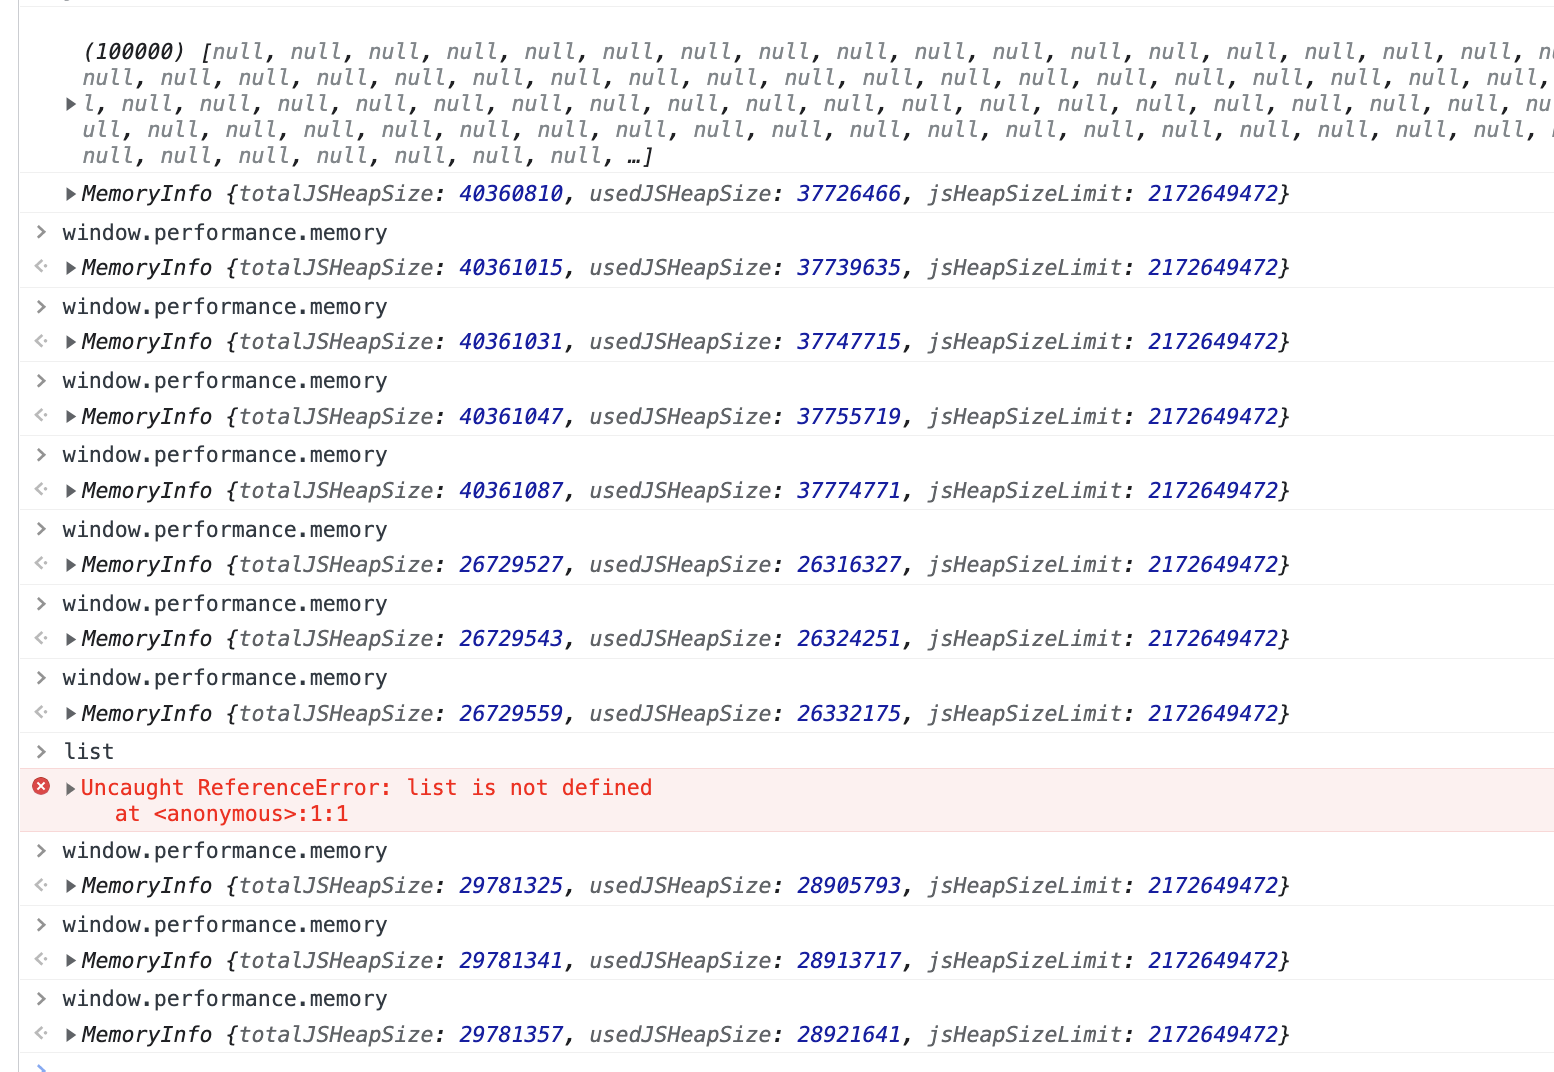 (100000) [null, null, null, null, null, null, null, null, null, null, null, null, null, null, null, null, null,
null, null, null, null, null, null, null, null, null, null, null, null, null, null, null, null, null, null, null,
l, null, null, null, null, null, null, null, null, null, null, null, null, null, null, null, null, null, null, nu
ull, null, null, null, null, null, null, null, null, null, null, null, null, null, null, null, null, null, null,
null, null, null, null, null, null, null, …]
MemoryInfo {totalJSHeapSize: 40360810, usedJSHeapSize: 37726466, jsHeapSizeLimit: 2172649472}
window.performance.memory
MemoryInfo {totalJSHeapSize: 40361015, usedJSHeapSize: 37739635, jsHeapSizeLimit: 2172649472}
window.performance.memory
MemoryInfo {totalJSHeapSize: 40361031, usedJSHeapSize: 37747715, jsHeapSizeLimit: 2172649472}
window.performance.memory
MemoryInfo {totalJSHeapSize: 40361047, usedJSHeapSize: 37755719, jsHeapSizeLimit: 2172649472}
window.performance.memory
MemoryInfo {totalJSHeapSize: 40361087, usedJSHeapSize: 37774771, jsHeapSizeLimit: 2172649472}
window.performance.memory
MemoryInfo {totalJSHeapSize: 26729527, usedJSHeapSize: 26316327, jsHeapSizeLimit: 2172649472}
window.performance.memory
MemoryInfo {totalJSHeapSize: 26729543, usedJSHeapSize: 26324251, jsHeapSizeLimit: 2172649472}
window.performance.memory
MemoryInfo {totalJSHeapSize: 26729559, usedJSHeapSize: 26332175, jsHeapSizeLimit: 2172649472}
list
Uncaught ReferenceError: list is not defined
at <anonymous>:1:1
window.performance.memory
MemoryInfo {totalJSHeapSize: 29781325, usedJSHeapSize: 28905793, jsHeapSizeLimit: 2172649472}
window.performance.memory
MemoryInfo {totalJSHeapSize: 29781341, usedJSHeapSize: 28913717, jsHeapSizeLimit: 2172649472}
window.performance.memory
MemoryInfo {totalJSHeapSize: 29781357, usedJSHeapSize: 28921641, jsHeapSizeLimit: 2172649472}